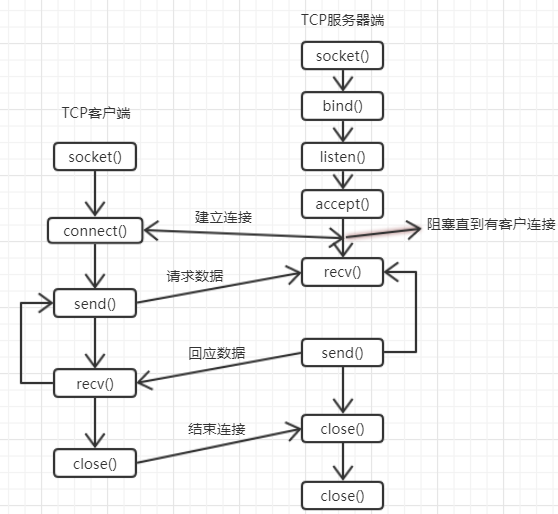 TCP服务器端
socket()
bind()
TCP客户端
socket()
listen()
accept()
建立连接
阻塞直到有客户连接
connect()
请求数据
recv()
send()
回应数据
send()
recv()
结束连接
close()
close()
close()